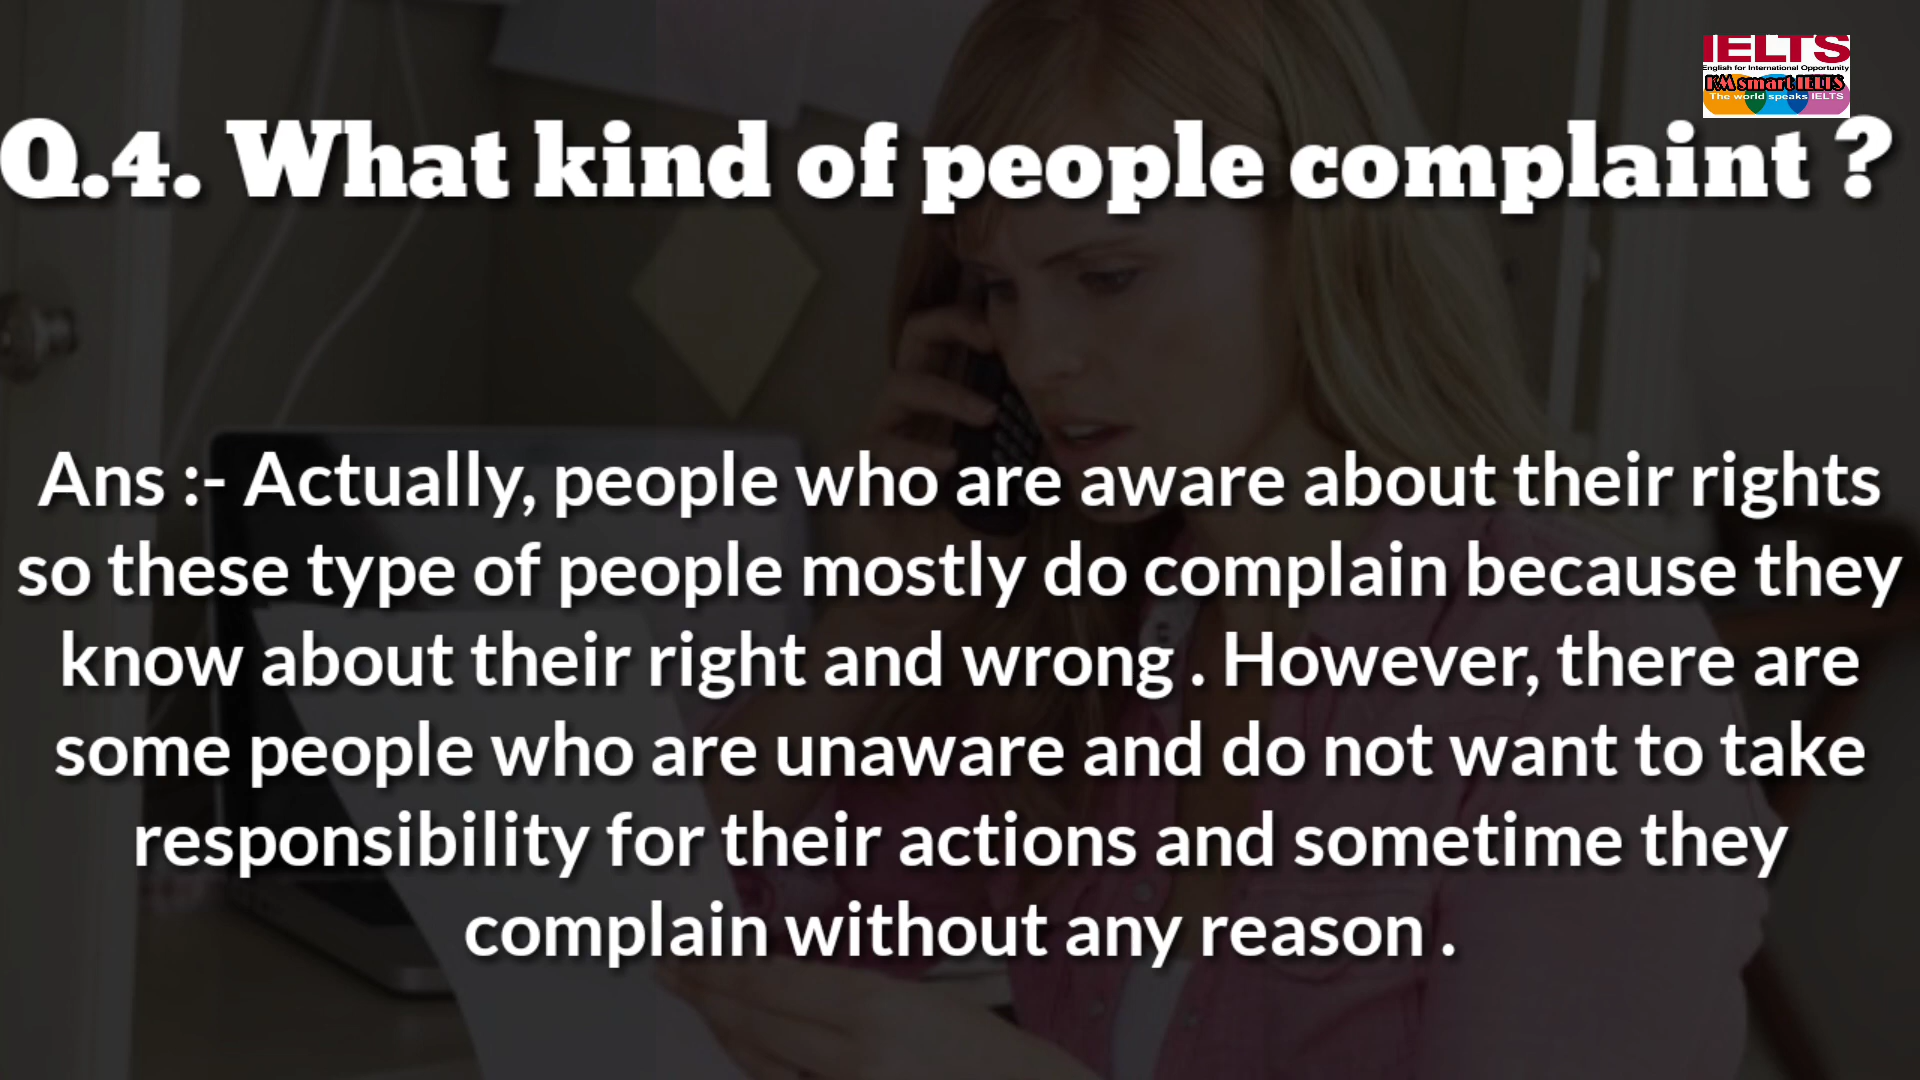 IELTS
English for International Opportunity
KM smart IELTS
The world speaks IELTS
Q.4. What kind of people complaint ?
Ans :- Actually, people who are aware about their rights
so these type of people mostly do complain because they
know about their right and wrong . However, there are
some people who are unaware and do not want to take
responsibility for their actions and sometime they
complain without any reason .